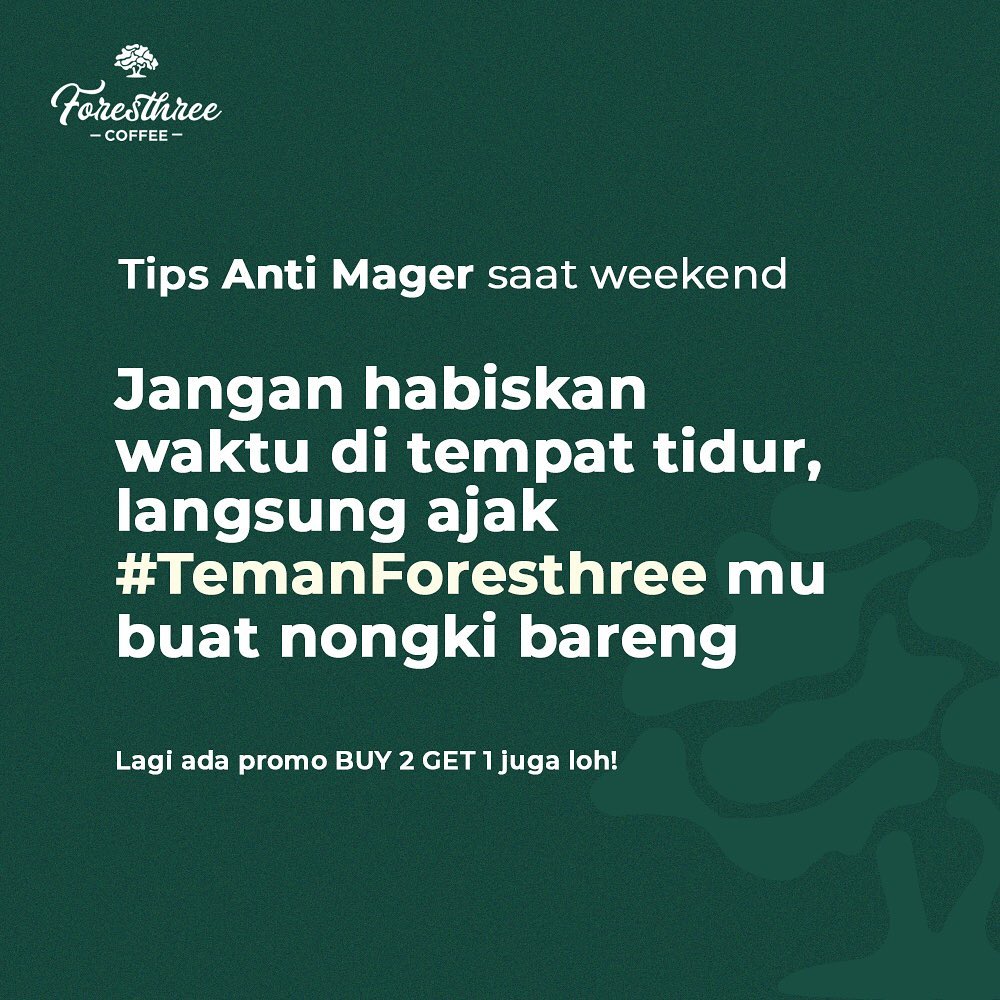 Foresthree
– COFFEE –
Tips Anti Mager saat weekend
Jangan habiskan
waktu di tempat tidur,
langsung ajak
#TemanForesthree mu
buat nongki bareng
Lagi ada promo BUY 2 GET 1 juga loh!